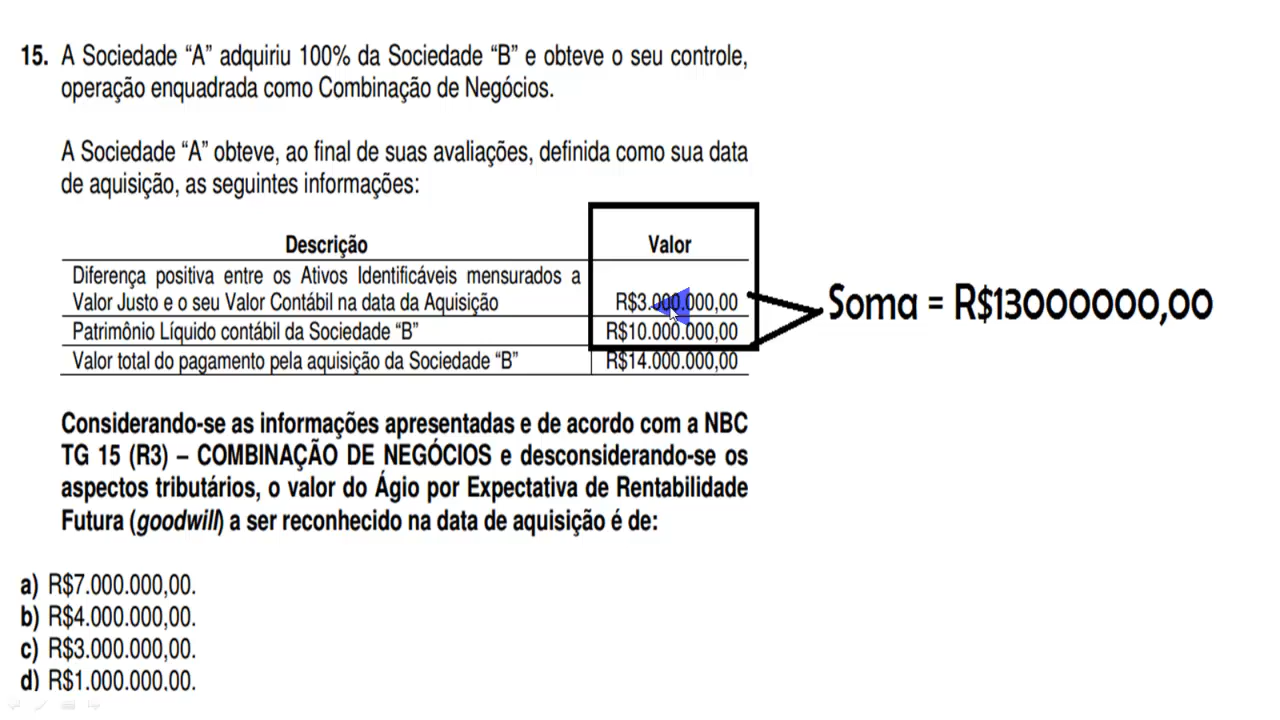 15. A Sociedade “A” adquiriu 100% da Sociedade “B” e obteve o seu controle,
operação enquadrada como Combinação de Negócios.
A Sociedade “A” obteve, ao final de suas avaliações, definida como sua data
de aquisição, as seguintes informações:
Descrição Valor
Diferença positiva entre os Ativos Identificáveis mensurados a
Valor Justo e o seu Valor Contábil na data da Aquisição R$3.000.000,00
Patrimônio Líquido contábil da Sociedade “B” R$10.000.000,00
Valor total do pagamento pela aquisição da Sociedade “B” R$14.000.000,00
Soma = R$13000000,00
Considerando-se as informações apresentadas e de acordo com a NBC
TG 15 (R3) – COMBINAÇÃO DE NEGÓCIOS e desconsiderando-se os
aspectos tributários, o valor do Ágio por Expectativa de Rentabilidade
Futura (goodwill) a ser reconhecido na data de aquisição é de:
a) R$7.000.000,00.
b) R$4.000.000,00.
c) R$3.000.000,00.
d) R$1.000.000,00.